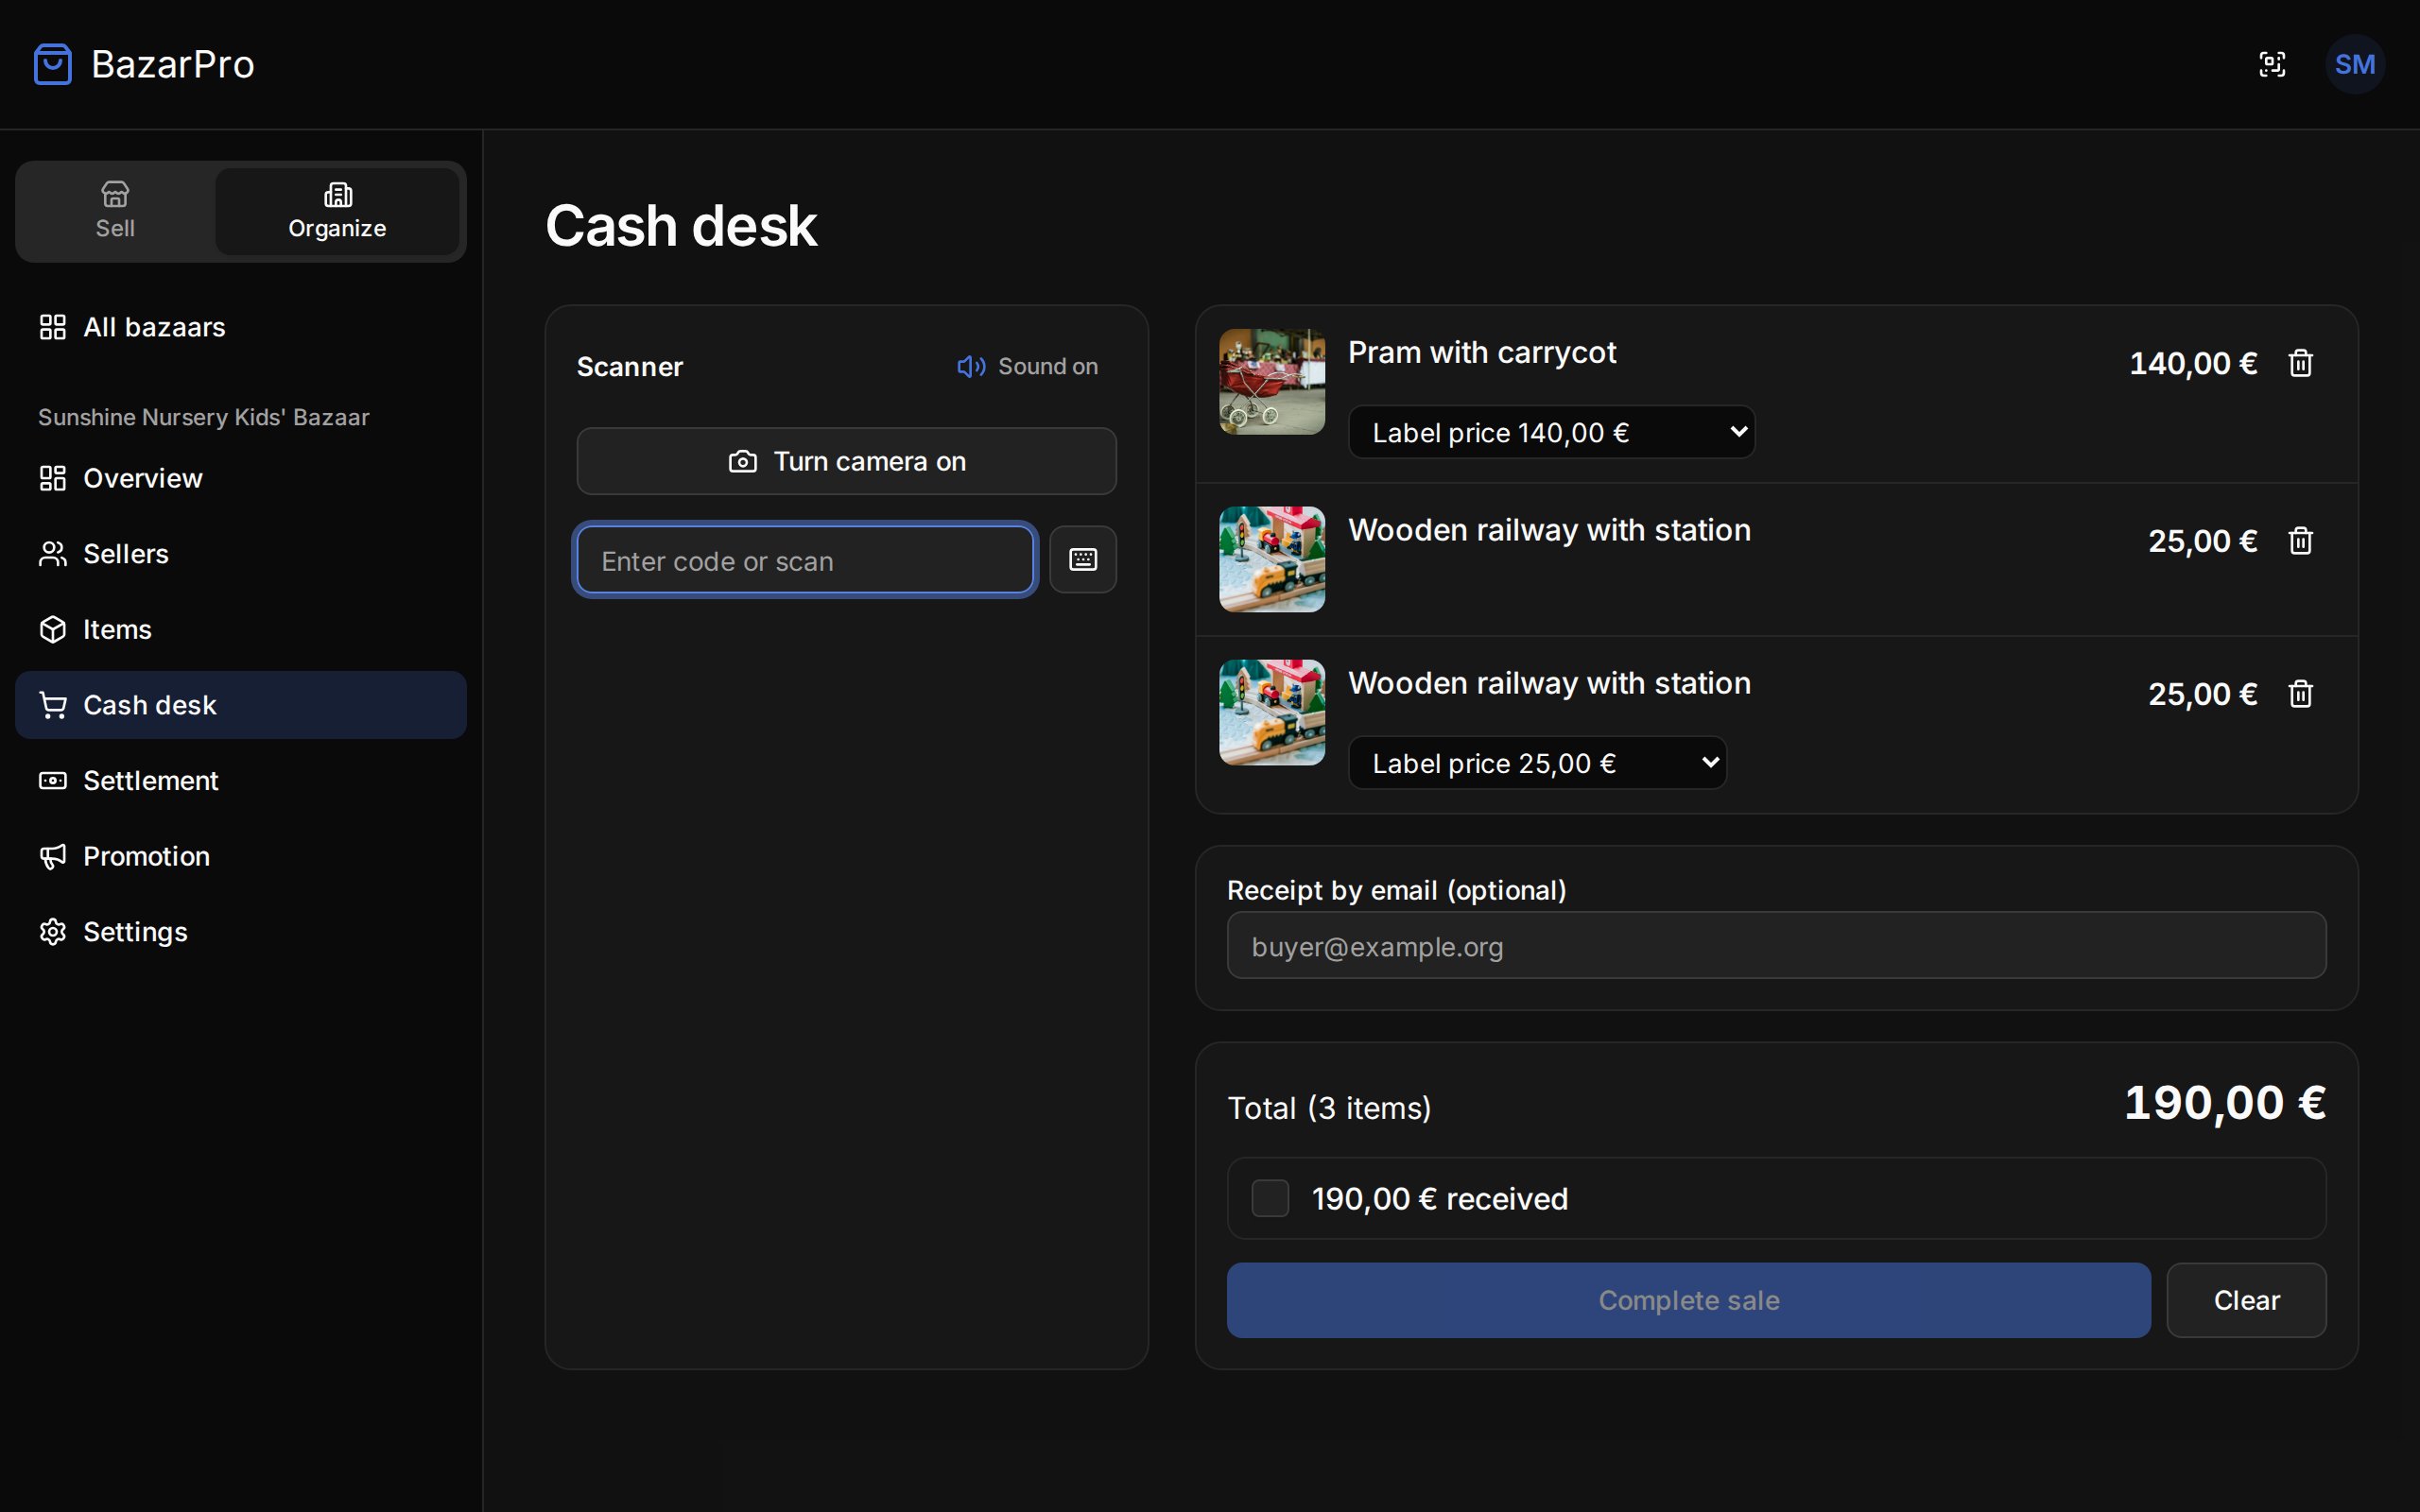 BazarPro
SM
Sell
Organize
All bazaars
Sunshine Nursery Kids' Bazaar
Overview
Sellers
Items
Cash desk
Settlement
Promotion
Settings
Cash desk
Scanner
Sound on
Turn camera on
Enter code or scan
Pram with carrycot
140,00 €
Label price 140,00 €
Wooden railway with station
25,00 €
Wooden railway with station
25,00 €
Label price 25,00 €
Receipt by email (optional)
buyer@example.org
Total (3 items)
190,00 €
190,00 € received
Complete sale
Clear